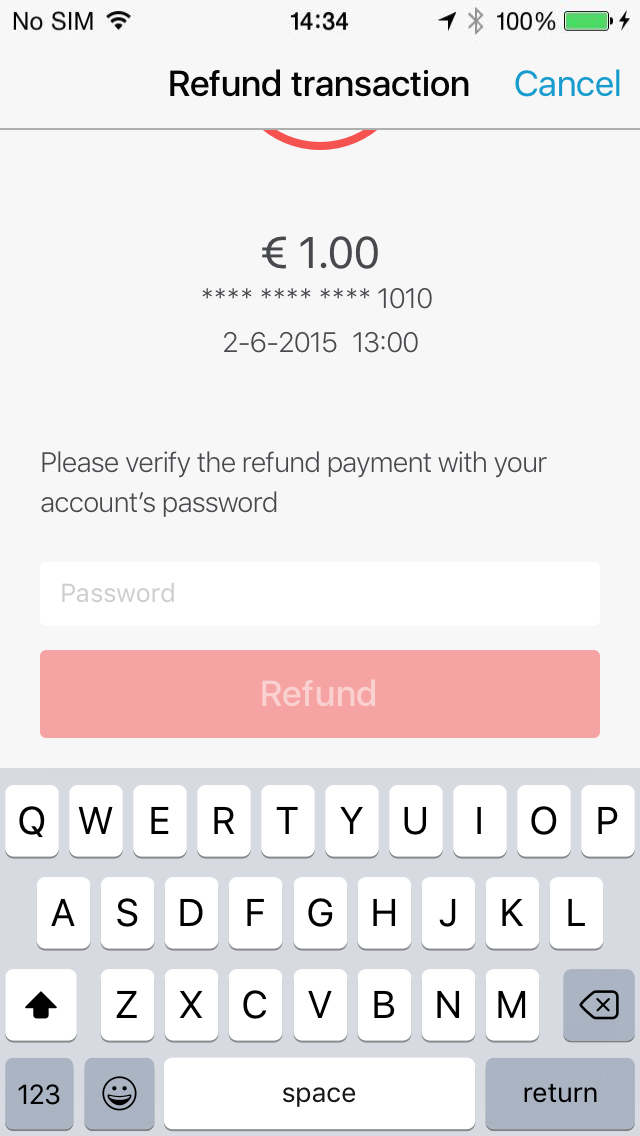 No SIM 14:34 100%
Refund transaction Cancel
€ 1.00
**** **** **** 1010
2-6-2015 13:00
Please verify the refund payment with your
account's password
Password
Refund
Q W E R T Y U I O P
A S D F G H J K L
Z X C V B N M
123 space return